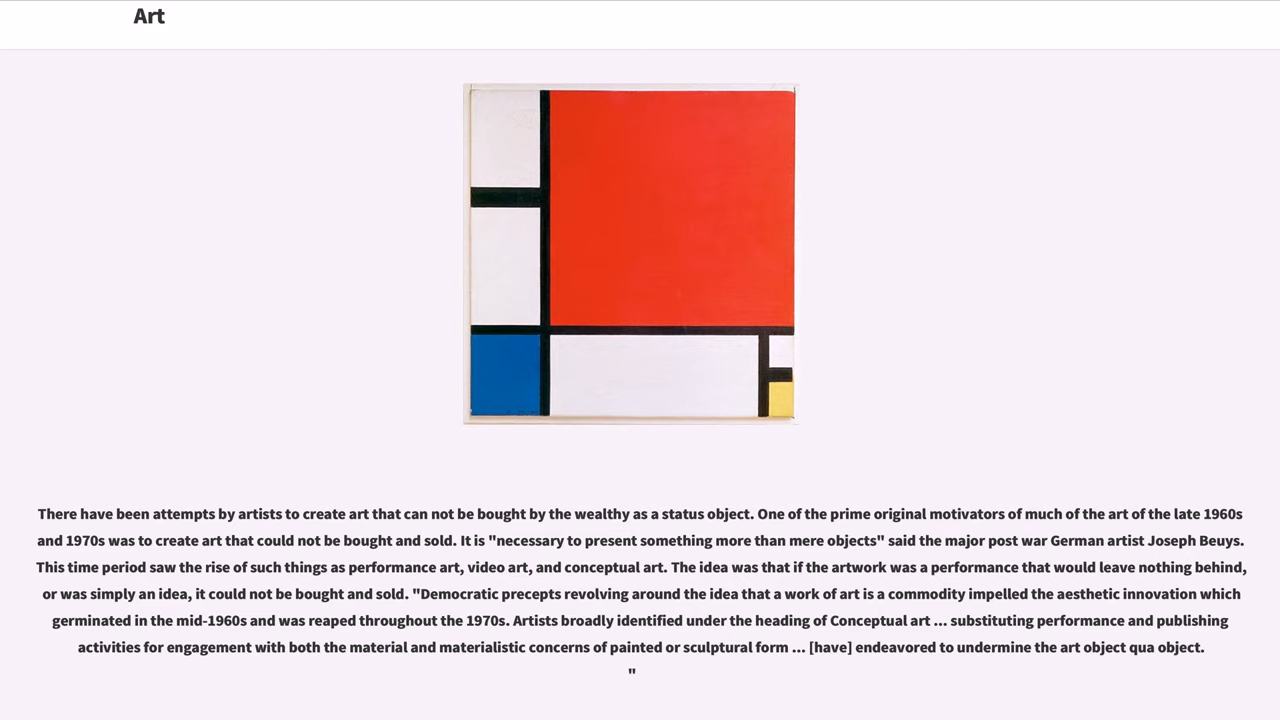 Art
There have been attempts by artists to create art that can not be bought by the wealthy as a status object. One of the prime original motivators of much of the art of the late 1960s
and 1970s was to create art that could not be bought and sold. It is "necessary to present something more than mere objects" said the major post war German artist Joseph Beuys.
This time period saw the rise of such things as performance art, video art, and conceptual art. The idea was that if the artwork was a performance that would leave nothing behind,
or was simply an idea, it could not be bought and sold. "Democratic precepts revolving around the idea that a work of art is a commodity impelled the aesthetic innovation which
germinated in the mid-1960s and was reaped throughout the 1970s. Artists broadly identified under the heading of Conceptual art ... substituting performance and publishing
activities for engagement with both the material and materialistic concerns of painted or sculptural form ... [have] endeavored to undermine the art object qua object.
"